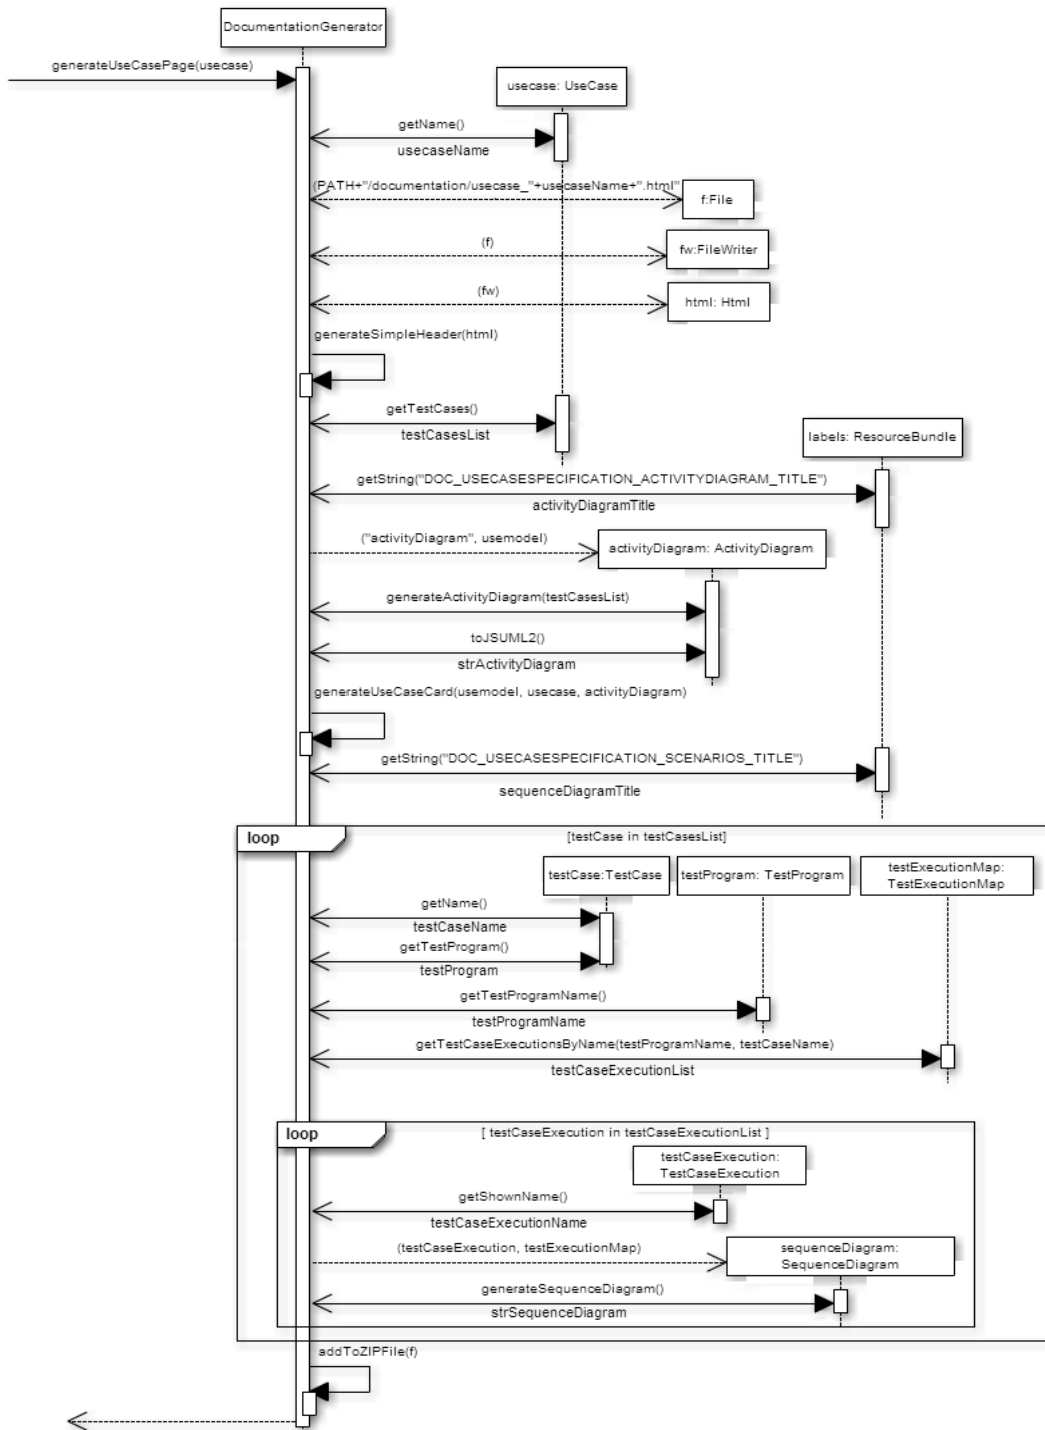 DocumentationGenerator
generateUseCasePage(usecase)
usecase: UseCase
getName()
usecaseName
(PATH+"/documentation/usecase_"+usecaseName+".html"
f:File
(f)
fw:FileWriter
(fw)
html: Html
generateSimpleHeader(html)
getTestCases()
testCasesList
labels: ResourceBundle
getString("DOC_USECASESPECIFICATION_ACTIVITYDIAGRAM_TITLE")
activityDiagramTitle
("activityDiagram", usemodel)
activityDiagram: ActivityDiagram
generateActivityDiagram(testCasesList)
toJSUML2()
strActivityDiagram
generateUseCaseCard(usemodel, usecase, activityDiagram)
getString("DOC_USECASESPECIFICATION_SCENARIOS_TITLE")
sequenceDiagramTitle
loop
[testCase in testCasesList]
testCase:TestCase
testProgram: TestProgram
testExecutionMap:
TestExecutionMap
getName()
testCaseName
getTestProgram()
testProgram
getTestProgramName()
testProgramName
getTestCaseExecutionsByName(testProgramName, testCaseName)
testCaseExecutionList
loop
[ testCaseExecution in testCaseExecutionList ]
testCaseExecution:
TestCaseExecution
getShownName()
testCaseExecutionName
(testCaseExecution, testExecutionMap)
sequenceDiagram:
SequenceDiagram
generateSequenceDiagram()
strSequenceDiagram
addToZIPFile(f)